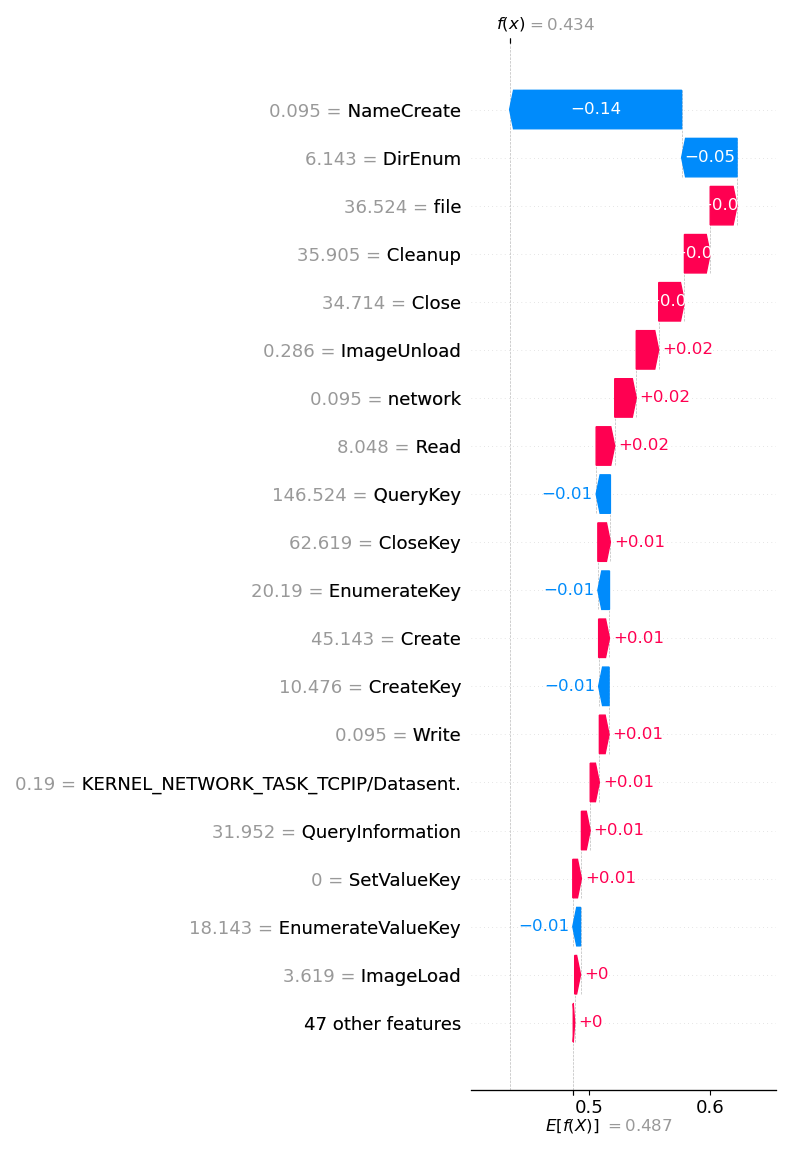 f(x) = 0.434
0.095 = NameCreate −0.14
6.143 = DirEnum −0.05
36.524 = file
35.905 = Cleanup
34.714 = Close
0.286 = ImageUnload +0.02
0.095 = network +0.02
8.048 = Read +0.02
146.524 = QueryKey −0.01
62.619 = CloseKey +0.01
20.19 = EnumerateKey −0.01
45.143 = Create +0.01
10.476 = CreateKey −0.01
0.095 = Write +0.01
0.19 = KERNEL_NETWORK_TASK_TCPIP/Datasent. +0.01
31.952 = QueryInformation +0.01
0 = SetValueKey +0.01
18.143 = EnumerateValueKey −0.01
3.619 = ImageLoad +0
47 other features +0
0.5 0.6
E[f(X)] = 0.487